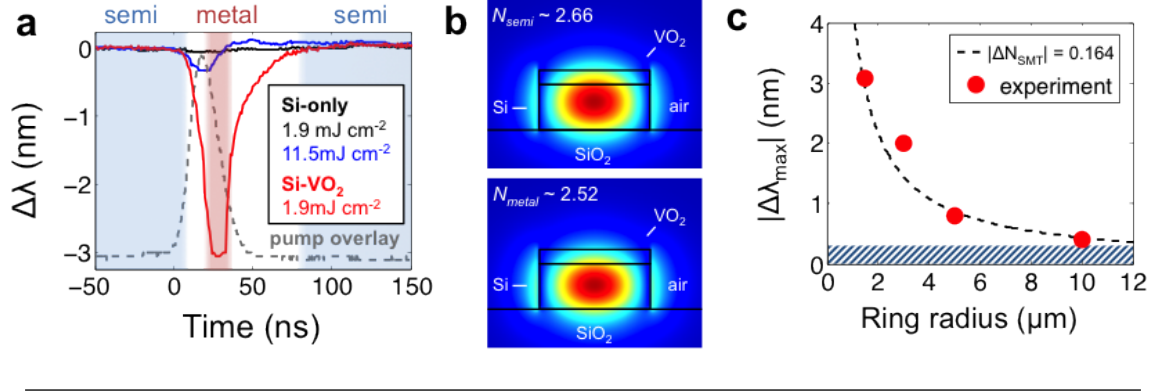 a
semi metal semi
0
−1
−2
−3
Δλ (nm)
Si-only
1.9 mJ cm⁻²
11.5mJ cm⁻²
Si-VO₂
1.9mJ cm⁻²
pump overlay
−50 0 50 100 150
Time (ns)
b
N_semi ~ 2.66
VO₂
Si
air
SiO₂
N_metal ~ 2.52
VO₂
Si
air
SiO₂
c
4
3
2
1
0
|Δλ_max| (nm)
|ΔN_SMT| = 0.164
experiment
0 2 4 6 8 10 12
Ring radius (μm)